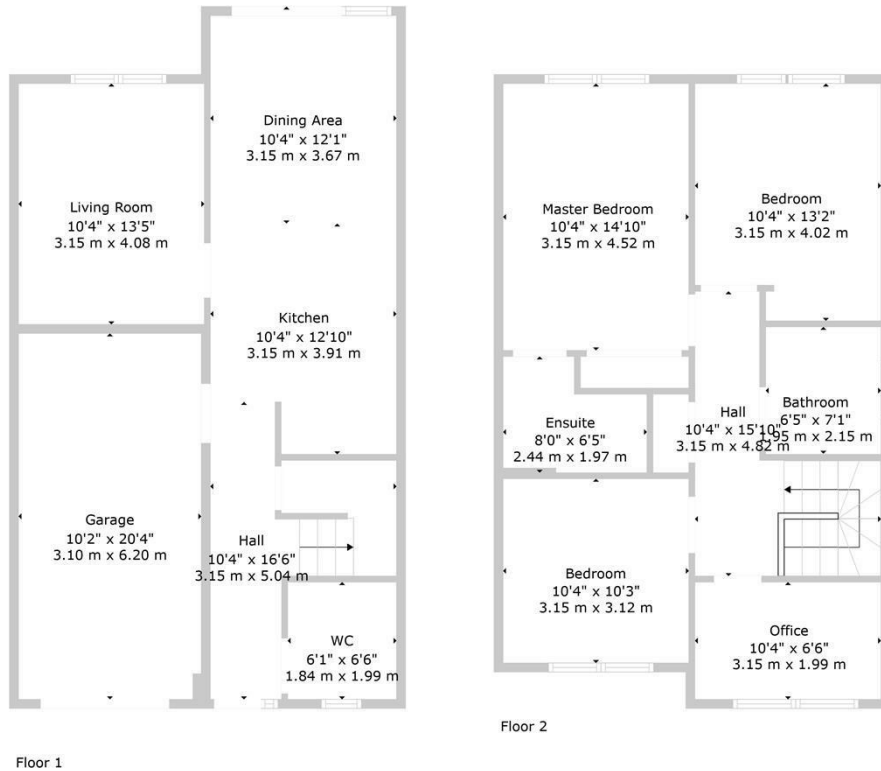 Dining Area
10'4" x 12'1"
3.15 m x 3.67 m
Living Room
10'4" x 13'5"
3.15 m x 4.08 m
Kitchen
10'4" x 12'10"
3.15 m x 3.91 m
Garage
10'2" x 20'4"
3.10 m x 6.20 m
Hall
10'4" x 16'6"
3.15 m x 5.04 m
WC
6'1" x 6'6"
1.84 m x 1.99 m
Floor 1
Master Bedroom
10'4" x 14'10"
3.15 m x 4.52 m
Bedroom
10'4" x 13'2"
3.15 m x 4.02 m
Ensuite
8'0" x 6'5"
2.44 m x 1.97 m
Hall
10'4" x 15'10"
3.15 m x 4.82 m
Bathroom
6'5" x 7'1"
1.95 m x 2.15 m
Bedroom
10'4" x 10'3"
3.15 m x 3.12 m
Office
10'4" x 6'6"
3.15 m x 1.99 m
Floor 2